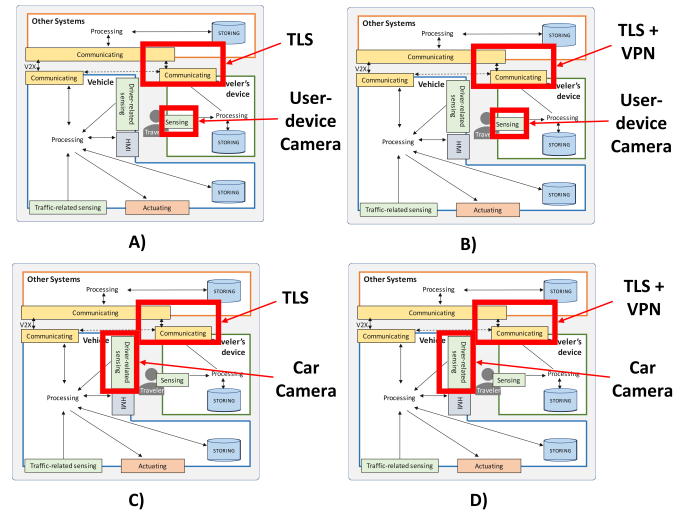 Other Systems
Processing
STORING
Communicating
V2X
Communicating
Communicating
Vehicle
veler's
device
Driver-related
sensing
Sensing
Processing
Traveler
Processing
HMI
STORING
STORING
Traffic-related sensing
Actuating
TLS
User-
device
Camera
A)
Other Systems
Processing
STORING
Communicating
V2X
Communicating
Communicating
Vehicle
veler's
device
Driver-related
sensing
Sensing
Processing
Travele
Processing
HMI
STORING
STORING
Traffic-related sensing
Actuating
TLS +
VPN
User-
device
Camera
B)
Other Systems
Processing
STORING
Communicating
V2X
Communicating
Communicating
Vehicle
veler's
device
Driver-related
sensing
Sensing
Processing
Traveler
Processing
HMI
STORING
STORING
Traffic-related sensing
Actuating
TLS
Car
Camera
C)
Other Systems
Processing
STORING
Communicating
V2X
Communicating
Communicating
Vehicle
veler's
device
Driver-related
sensing
Sensing
Processing
Traveler
Processing
HMI
STORING
STORING
Traffic-related sensing
Actuating
TLS +
VPN
Car
Camera
D)